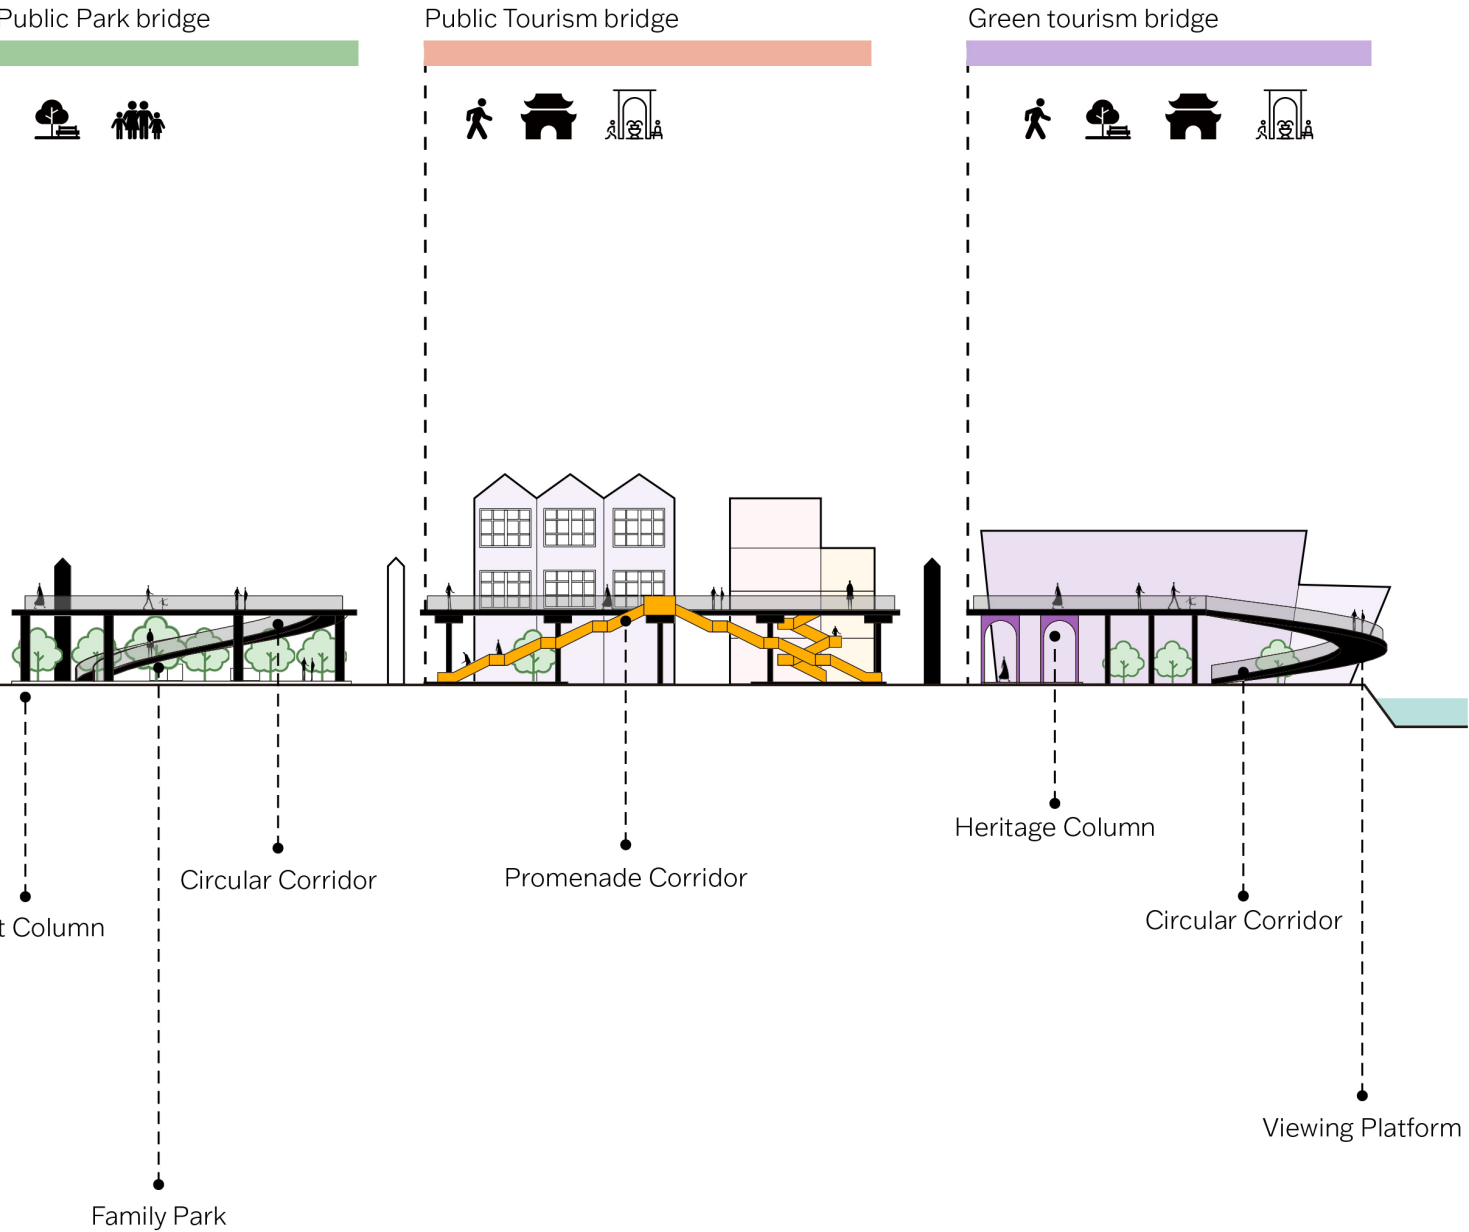 Public Park bridge
Public Tourism bridge
Green tourism bridge
Heritage Column
Circular Corridor
Promenade Corridor
Circular Corridor
t Column
Viewing Platform
Family Park